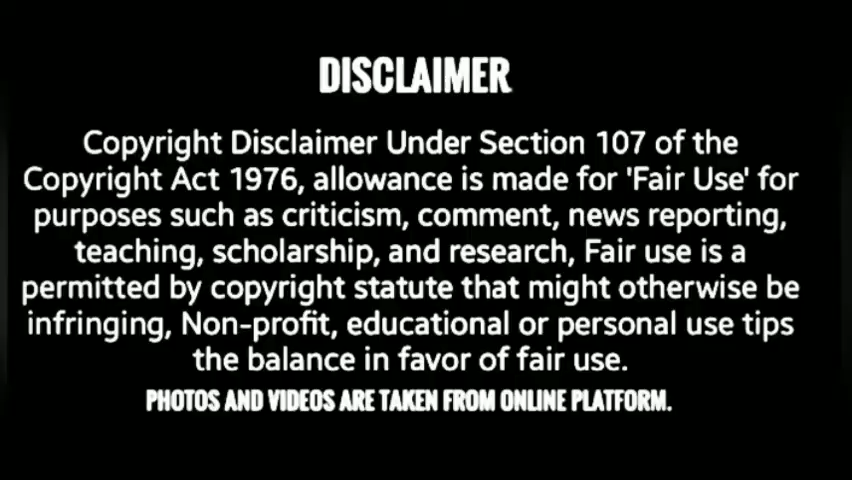 DISCLAIMER
Copyright Disclaimer Under Section 107 of the
Copyright Act 1976, allowance is made for 'Fair Use' for
purposes such as criticism, comment, news reporting,
teaching, scholarship, and research, Fair use is a
permitted by copyright statute that might otherwise be
infringing, Non-profit, educational or personal use tips
the balance in favor of fair use.
PHOTOS AND VIDEOS ARE TAKEN FROM ONLINE PLATFORM.